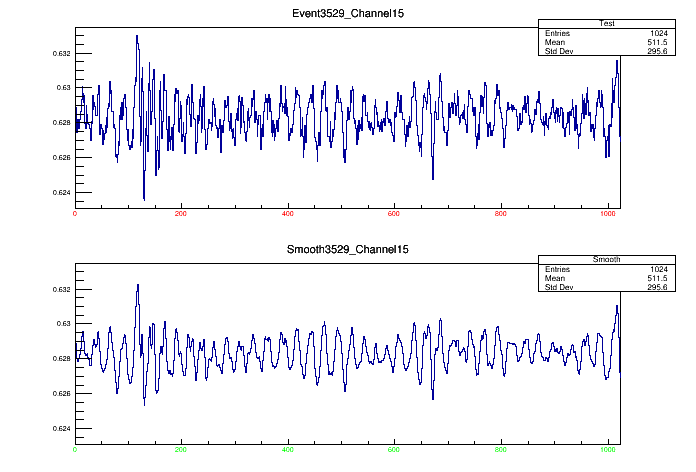 Event3529_Channel15
Test
Entries 1024
Mean 511.5
Std Dev 295.6
0.632
0.63
0.628
0.626
0.624
0 200 400 600 800 1000
Smooth3529_Channel15
Smooth
Entries 1024
Mean 511.5
Std Dev 295.6
0.632
0.63
0.628
0.626
0.624
0 200 400 600 800 1000